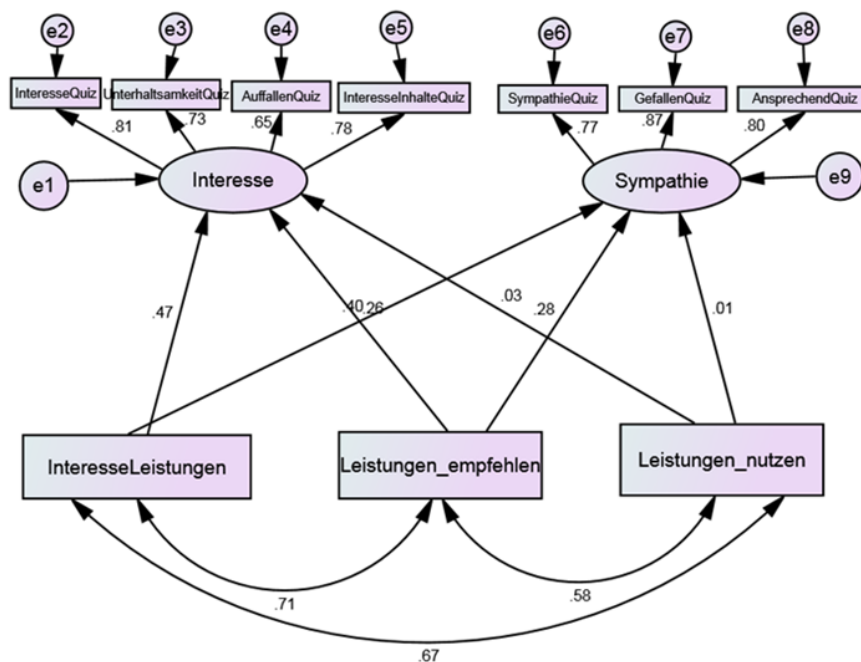 e2
e3
e4
e5
e6
e7
e8
InteresseQuiz
UnterhaltsamkeitQuiz
AuffallenQuiz
InteresseInhalteQuiz
SympathieQuiz
GefallenQuiz
AnsprechendQuiz
.81
.73
.65
.78
.77
.87
.80
e1
Interesse
Sympathie
e9
.47
.40
.26
.03
.28
.01
InteresseLeistungen
Leistungen_empfehlen
Leistungen_nutzen
.71
.58
.67